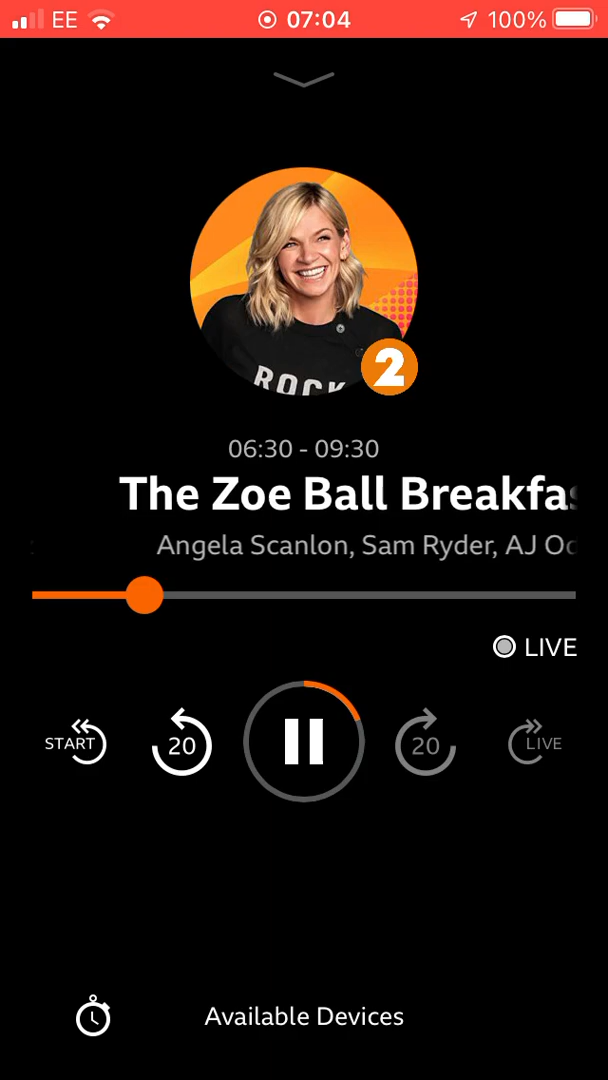 EE 07:04 100%
ROCK
2
06:30 - 09:30
The Zoe Ball Breakfas
Angela Scanlon, Sam Ryder, AJ Od
LIVE
START 20 20 LIVE
Available Devices